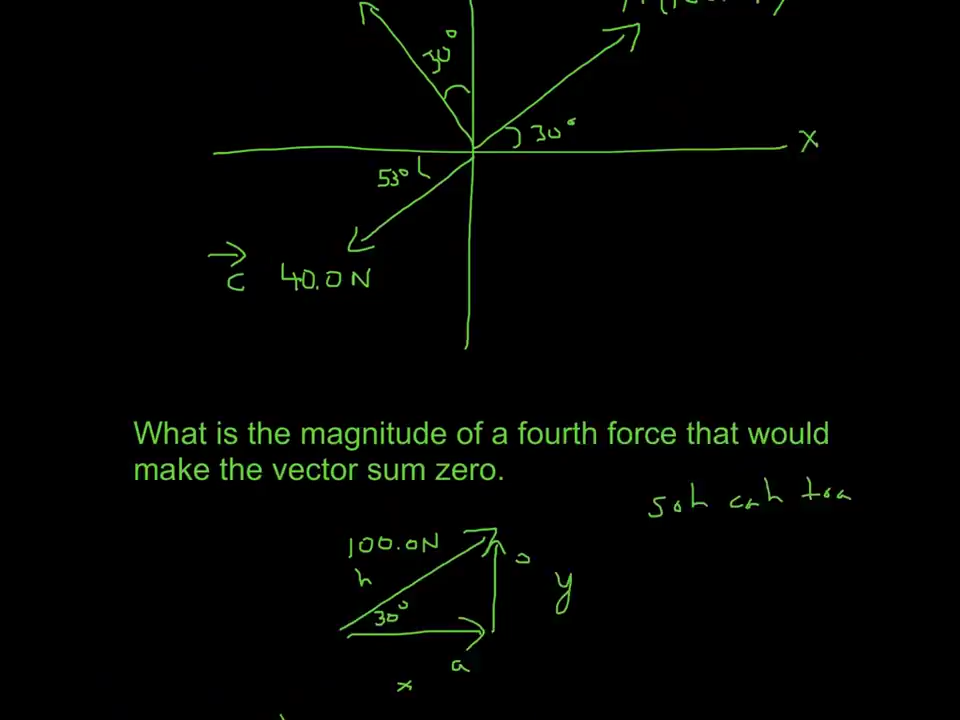 30°
30°
X
53°
C 40.0N
What is the magnitude of a fourth force that would
make the vector sum zero.
soh cah toa
100.0N
h
o
y
30°
a
x